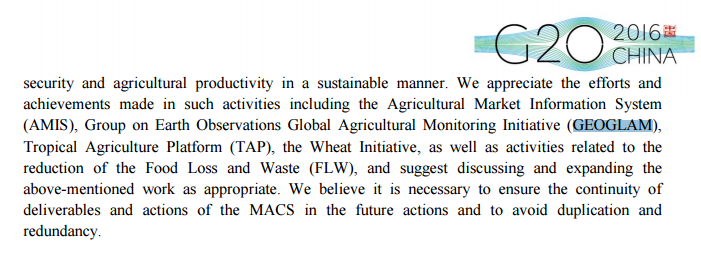 G20 2016
CHINA
security and agricultural productivity in a sustainable manner. We appreciate the efforts and
achievements made in such activities including the Agricultural Market Information System
(AMIS), Group on Earth Observations Global Agricultural Monitoring Initiative (GEOGLAM),
Tropical Agriculture Platform (TAP), the Wheat Initiative, as well as activities related to the
reduction of the Food Loss and Waste (FLW), and suggest discussing and expanding the
above-mentioned work as appropriate. We believe it is necessary to ensure the continuity of
deliverables and actions of the MACS in the future actions and to avoid duplication and
redundancy.